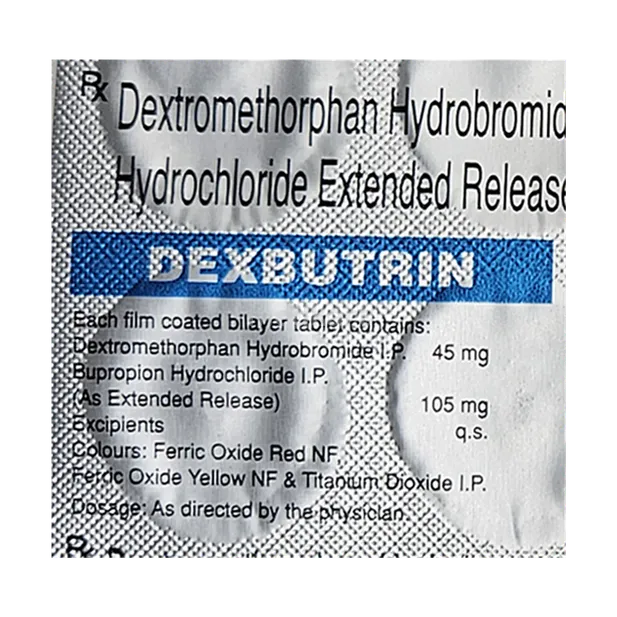 Rx Dextromethorphan Hydrobromid
Hydrochloride Extended Release
DEXBUTRIN
Each film coated bilayer tablet contains:
Dextromethorphan Hydrobromide I.P. 45 mg
Bupropion Hydrochloride I.P.
(As Extended Release) 105 mg
Excipients q.s.
Colours: Ferric Oxide Red NF,
Ferric Oxide Yellow NF & Titanium Dioxide I.P.
Dosage: As directed by the physician.
Rx